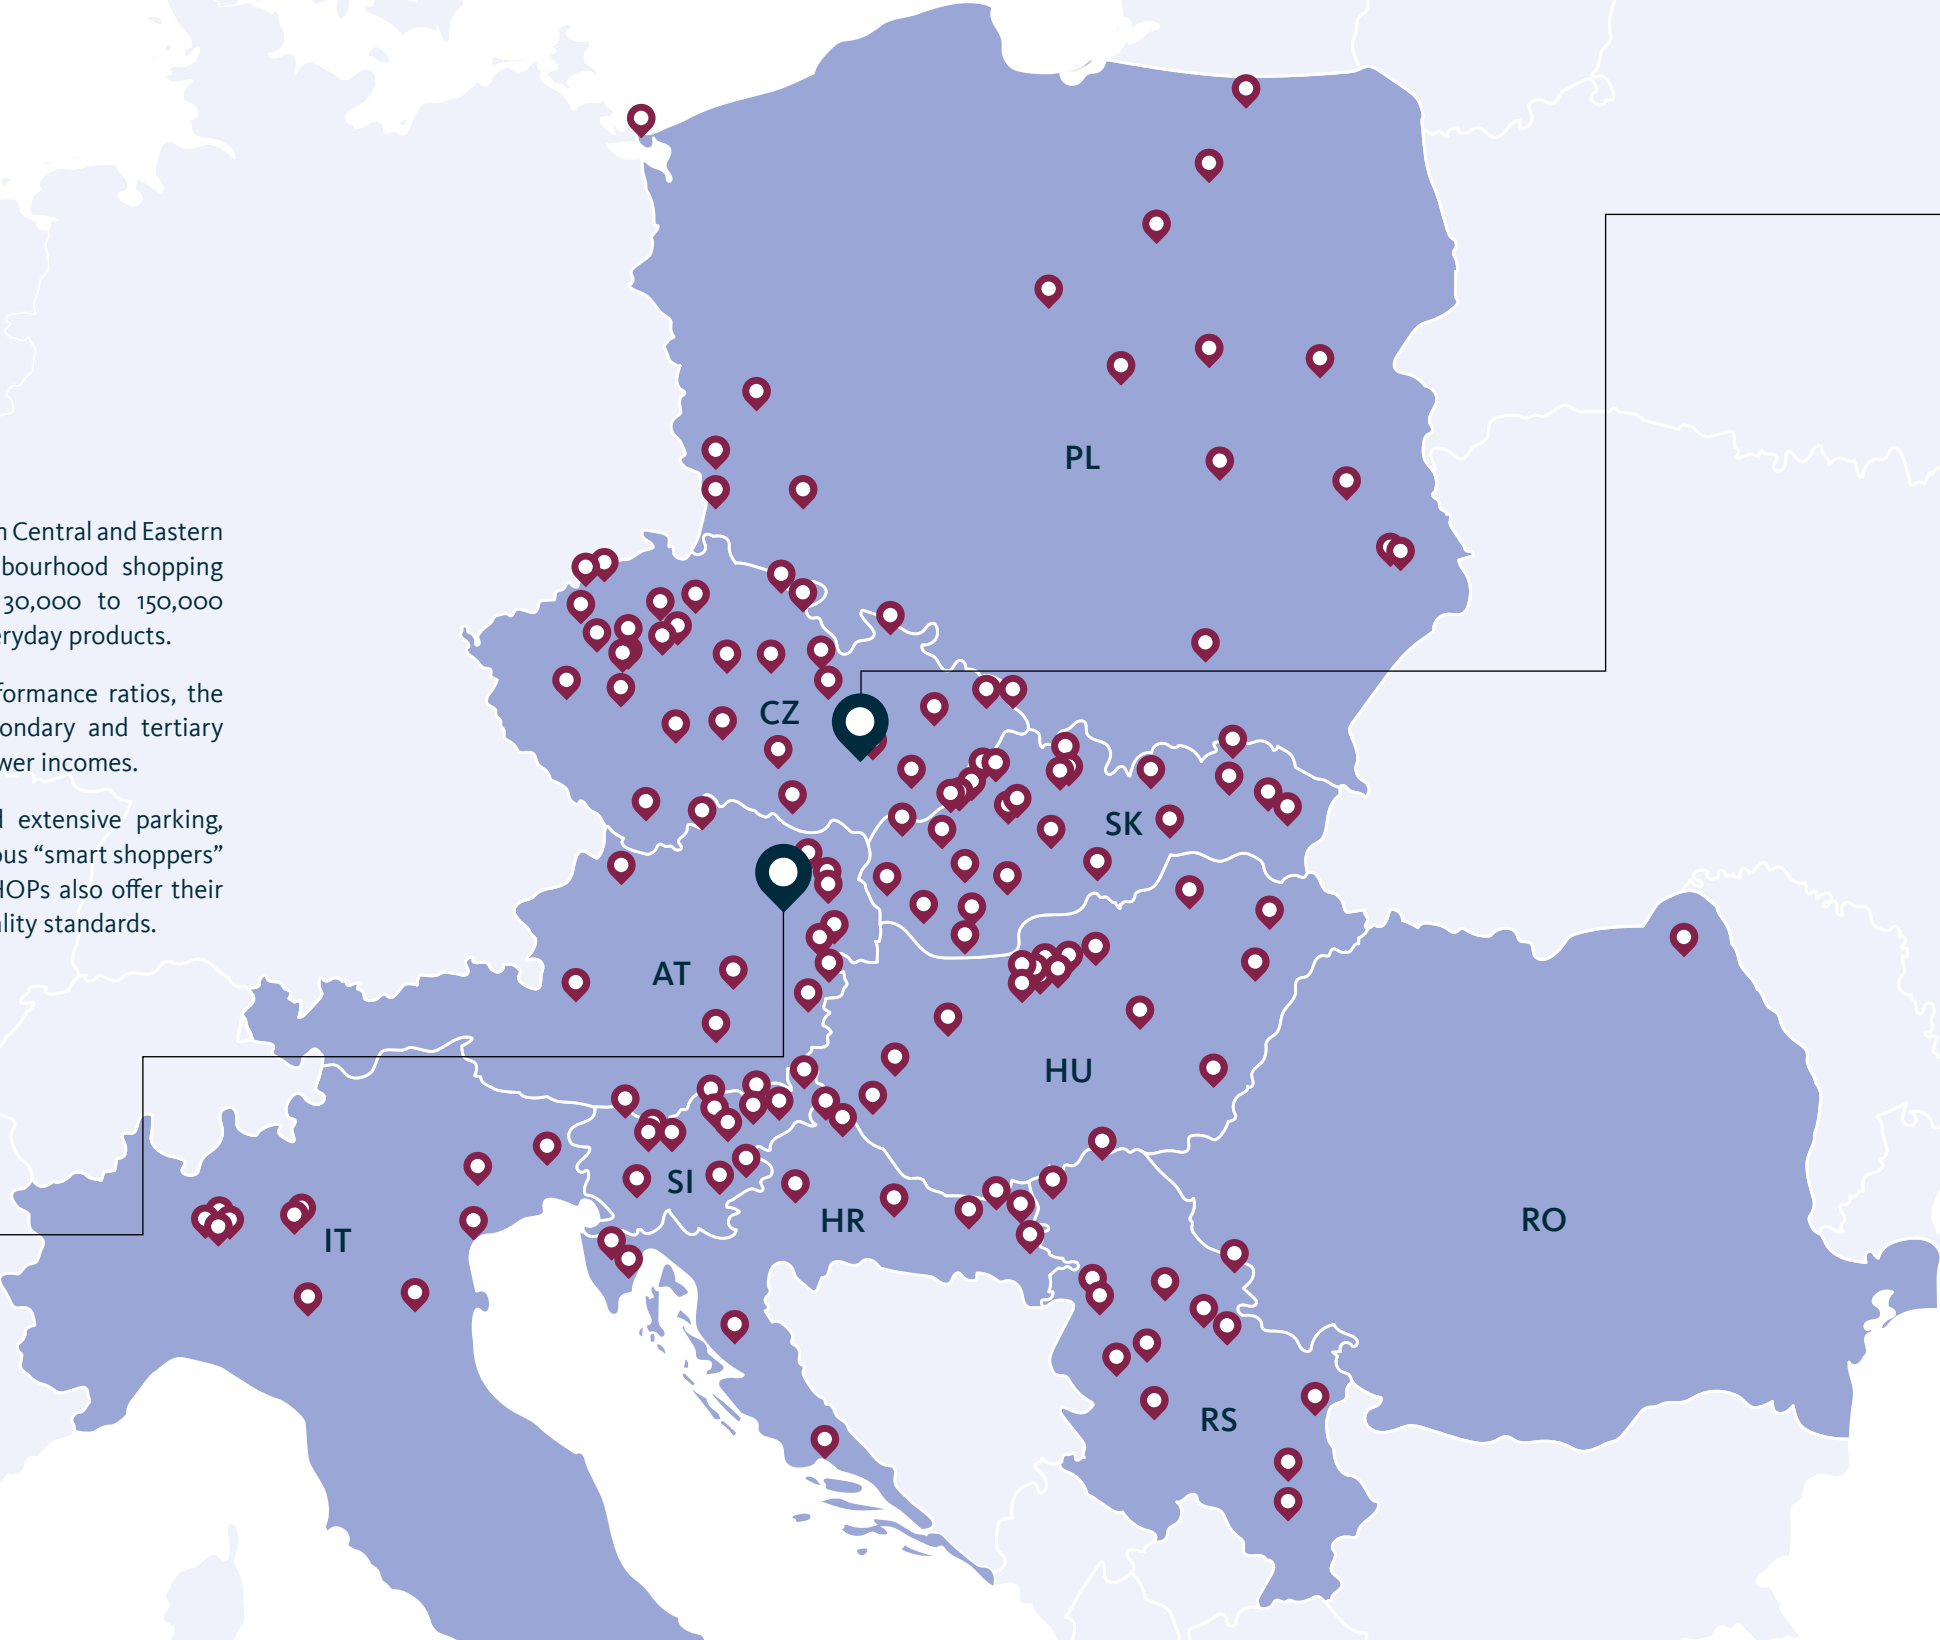 Central and Eastern
bourhood shopping
30,000 to 150,000
eryday products.
formance ratios, the
ondary and tertiary
wer incomes.
extensive parking,
ous “smart shoppers”
HOPs also offer their
lity standards.
PL
CZ
SK
AT
HU
SI
HR
IT
RO
RS